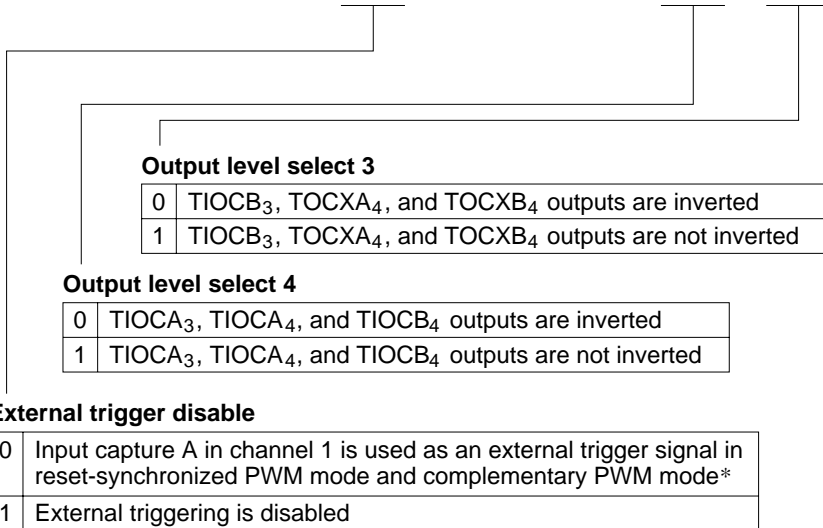 Output level select 3
0 TIOCB₃, TOCXA₄, and TOCXB₄ outputs are inverted
1 TIOCB₃, TOCXA₄, and TOCXB₄ outputs are not inverted
Output level select 4
0 TIOCA₃, TIOCA₄, and TIOCB₄ outputs are inverted
1 TIOCA₃, TIOCA₄, and TIOCB₄ outputs are not inverted
External trigger disable
0 Input capture A in channel 1 is used as an external trigger signal in
reset-synchronized PWM mode and complementary PWM mode*
1 External triggering is disabled